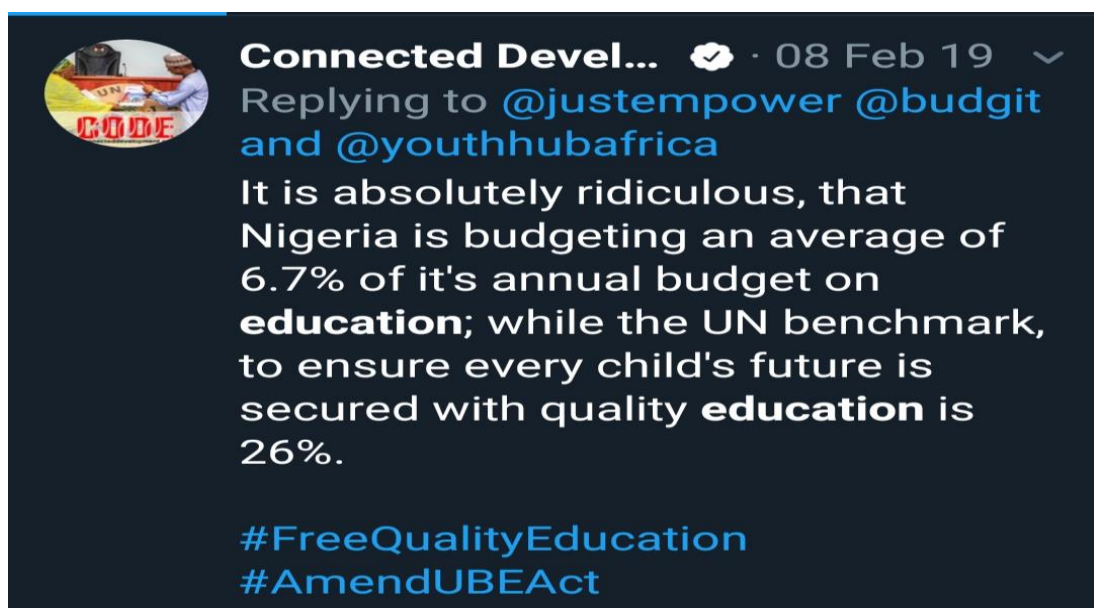 Connected Devel... · 08 Feb 19
Replying to @justempower @budgit
and @youthhubafrica
It is absolutely ridiculous, that
Nigeria is budgeting an average of
6.7% of it's annual budget on
education; while the UN benchmark,
to ensure every child's future is
secured with quality education is
26%.
#FreeQualityEducation
#AmendUBEAct
UN